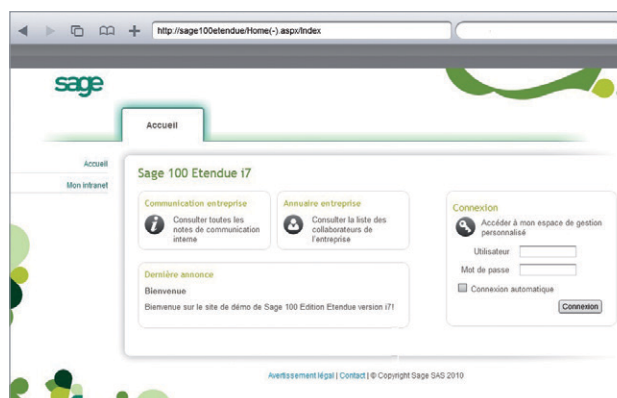 http://sage100etendue/Home(-).aspx/Index
sage
Accueil
Accueil
Mon intranet
Sage 100 Etendue i7
Communication entreprise
Consulter toutes les
notes de communication
interne
Annuaire entreprise
Consulter la liste des
collaborateurs de
l'entreprise
Connexion
Accéder à mon espace de gestion
personnalisé
Utilisateur
Mot de passe
Connexion automatique
Connexion
Dernière annonce
Bienvenue
Bienvenue sur le site de démo de Sage 100 Edition Etendue version i7!
Avertissement légal | Contact | © Copyright Sage SAS 2010